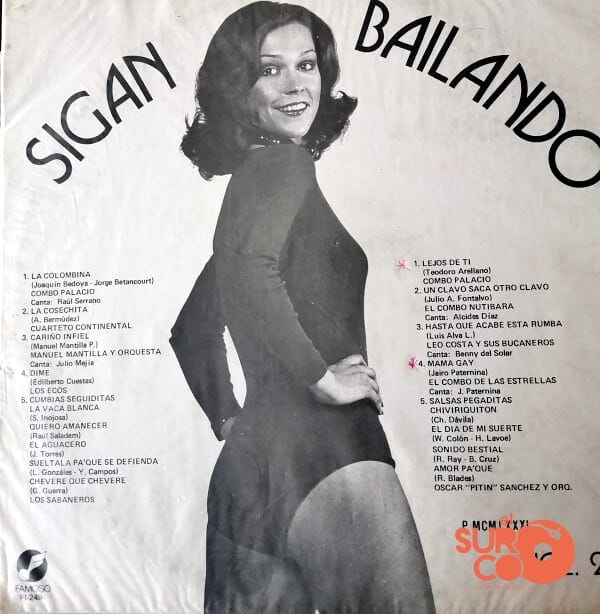 SIGAN BAILANDO
1. LA COLOMBINA
(Joaquín Bedoya - Jorge Betancourt)
COMBO PALACIO
Canta: Raúl Serrano
2. LA COSECHITA
(A. Bermúdez)
CUARTETO CONTINENTAL
3. CARIÑO INFIEL
(Manuel Mantilla P.)
MANUEL MANTILLA Y ORQUESTA
Canta: Julio Mejía
4. DIME
(Edilberto Cuestas)
LOS ECOS
5. CUMBIAS SEGUIDITAS
LA VACA BLANCA
(S. Inojosa)
QUIERO AMANECER
(Raúl Saladem)
EL AGUACERO
(J. Torres)
SUELTALA PA'QUE SE DEFIENDA
(L. Gonzáles - Y. Campos)
CHEVERE QUE CHEVERE
(G. Guerra)
LOS SABANEROS
1. LEJOS DE TI
(Teodoro Arellano)
COMBO PALACIO
2. UN CLAVO SACA OTRO CLAVO
(Julio A. Fontalvo)
EL COMBO NUTIBARA
Canta: Alcides Díaz
3. HASTA QUE ACABE ESTA RUMBA
(Luis Alva L.)
LEO COSTA Y SUS BUCANEROS
Canta: Benny del Solar
4. MAMA GAY
(Jairo Paternina)
EL COMBO DE LAS ESTRELLAS
Canta: J. Paternina
5. SALSAS PEGADITAS
CHIVIRIQUITON
(Ch. Dávila)
EL DIA DE MI SUERTE
(W. Colón - H. Lavoe)
SONIDO BESTIAL
(R. Ray - B. Cruz)
AMOR PA'QUE
(R. Blades)
OSCAR "PITIN" SANCHEZ Y ORQ.
P MCMLXXXI
el
SUR
CO
VOL. 2
FAMOSO